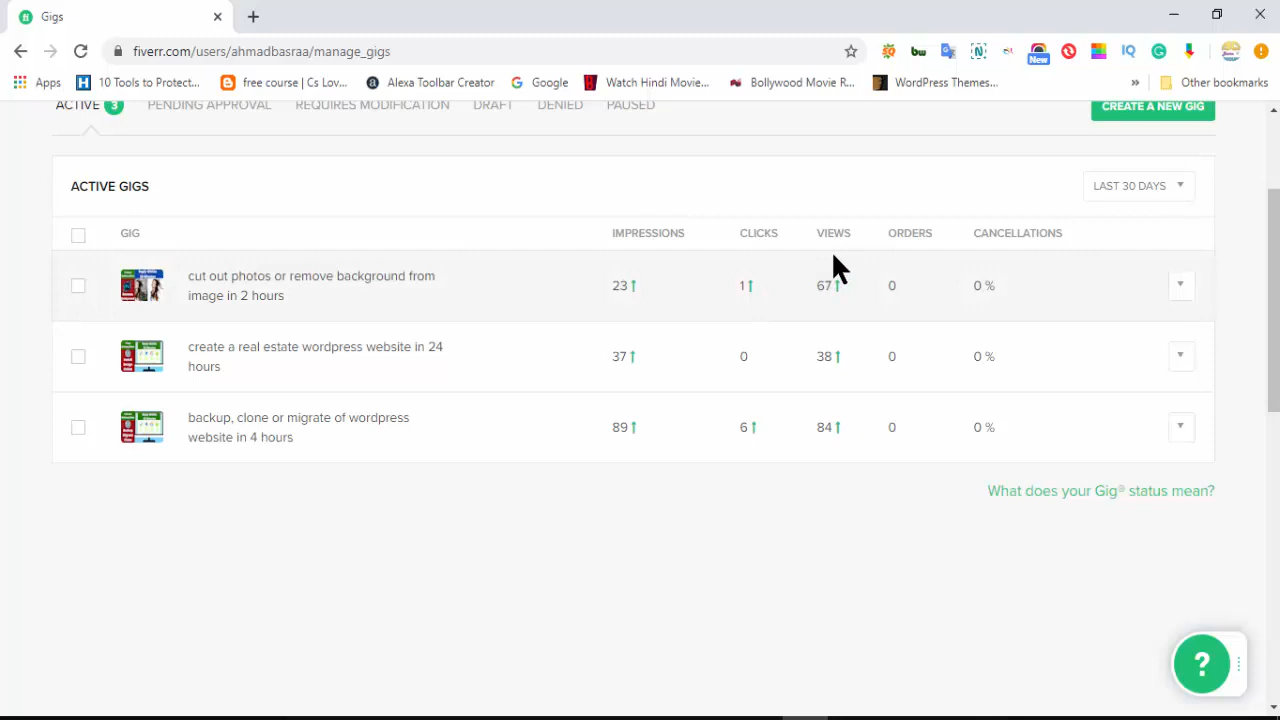 Gigs
fiverr.com/users/ahmadbasraa/manage_gigs
New
Apps
10 Tools to Protect...
free course | Cs Lov...
Alexa Toolbar Creator
Google
Watch Hindi Movie...
Bollywood Movie R...
WordPress Themes...
»
Other bookmarks
ACTIVE 3
PENDING APPROVAL
REQUIRES MODIFICATION
DRAFT
DENIED
PAUSED
CREATE A NEW GIG
ACTIVE GIGS
LAST 30 DAYS
GIG IMPRESSIONS CLICKS VIEWS ORDERS CANCELLATIONS
cut out photos or remove background from
image in 2 hours
23 1 67 0 0 %
create a real estate wordpress website in 24
hours
37 0 38 0 0 %
backup, clone or migrate of wordpress
website in 4 hours
89 6 84 0 0 %
What does your Gig® status mean?
?